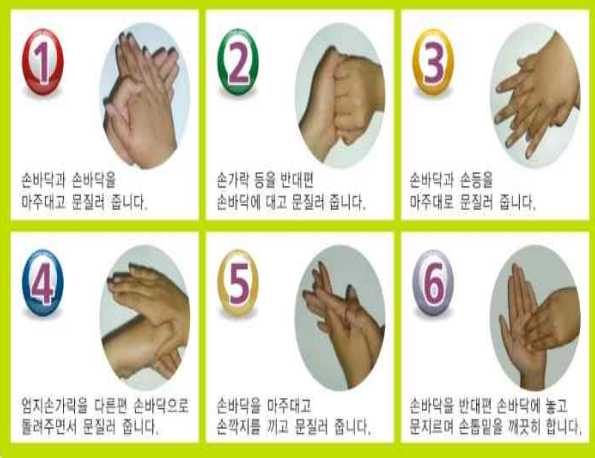 1
손바닥과 손바닥을
마주대고 문질러 줍니다.
2
손가락 등을 반대편
손바닥에 대고 문질러 줍니다.
3
손바닥과 손등을
마주대로 문질러 줍니다.
4
엄지손가락을 다른편 손바닥으로
돌려주면서 문질러 줍니다.
5
손바닥을 마주대고
손깍지를 끼고 문질러 줍니다.
6
손바닥을 반대편 손바닥에 놓고
문지르며 손톱밑을 깨끗히 합니다.